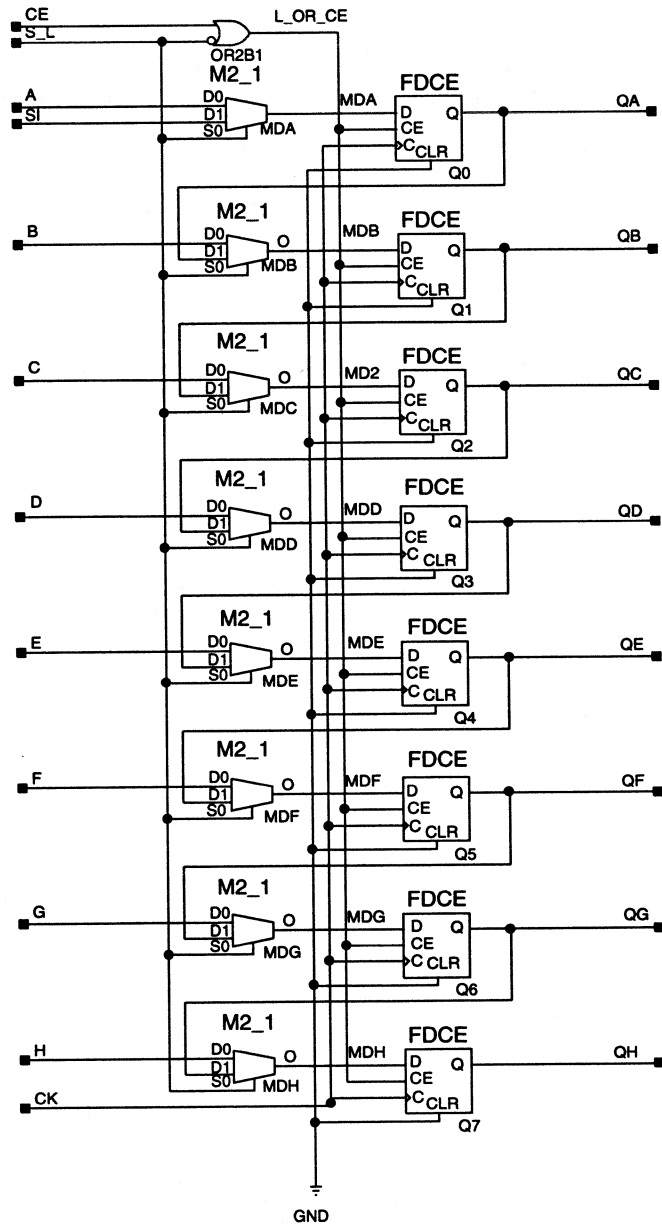 CE
L_OR_CE
S_L
OR2B1
M2_1
FDCE
A
D0
MDA
D
Q
QA
SI
D1
CE
S0
MDA
C
CLR
Q0
M2_1
FDCE
B
D0
O
MDB
D
Q
QB
D1
CE
S0
MDB
C
CLR
Q1
M2_1
FDCE
C
D0
O
MD2
D
Q
QC
D1
CE
S0
MDC
C
CLR
Q2
M2_1
FDCE
D
D0
O
MDD
D
Q
QD
D1
CE
S0
MDD
C
CLR
Q3
M2_1
FDCE
E
D0
O
MDE
D
Q
QE
D1
CE
S0
MDE
C
CLR
Q4
M2_1
FDCE
F
D0
O
MDF
D
Q
QF
D1
CE
S0
MDF
C
CLR
Q5
M2_1
FDCE
G
D0
O
MDG
D
Q
QG
D1
CE
S0
MDG
C
CLR
Q6
M2_1
FDCE
H
D0
O
MDH
D
Q
QH
D1
CE
S0
MDH
CK
C
CLR
Q7
GND